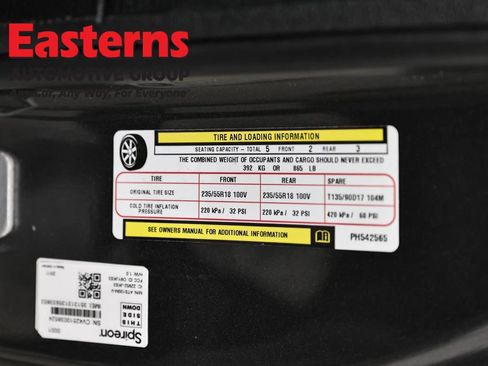 Easterns
AUTOMOTIVE GROUP
Any Car, Any Way, For Everyone
TIRE AND LOADING INFORMATION
SEATING CAPACITY - TOTAL 5 FRONT 2 REAR 3
THE COMBINED WEIGHT OF OCCUPANTS AND CARGO SHOULD NEVER EXCEED
392 KG OR 865 LB
TIRE FRONT REAR SPARE
ORIGINAL TIRE SIZE 235/55R18 100V 235/55R18 100V T135/90D17 104M
COLD TIRE INFLATION PRESSURE 220 kPa / 32 PSI 220 kPa / 32 PSI 420 kPa / 60 PSI
SEE OWNERS MANUAL FOR ADDITIONAL INFORMATION
PH542565
Spireon
THIS SIDE DOWN